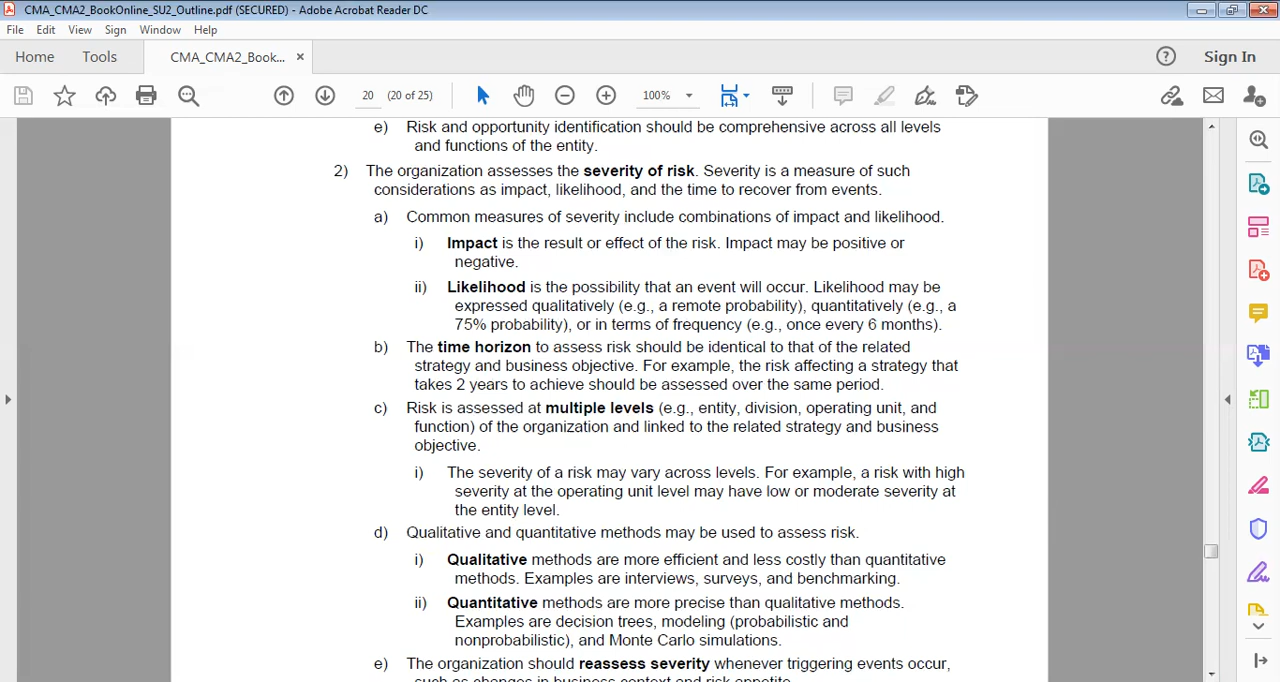 CMA_CMA2_BookOnline_SU2_Outline.pdf (SECURED) - Adobe Acrobat Reader DC
File Edit View Sign Window Help
Home Tools CMA_CMA2_Book... × Sign In
20 (20 of 25) 100%
e) Risk and opportunity identification should be comprehensive across all levels
and functions of the entity.
2) The organization assesses the severity of risk. Severity is a measure of such
considerations as impact, likelihood, and the time to recover from events.
a) Common measures of severity include combinations of impact and likelihood.
i) Impact is the result or effect of the risk. Impact may be positive or
negative.
ii) Likelihood is the possibility that an event will occur. Likelihood may be
expressed qualitatively (e.g., a remote probability), quantitatively (e.g., a
75% probability), or in terms of frequency (e.g., once every 6 months).
b) The time horizon to assess risk should be identical to that of the related
strategy and business objective. For example, the risk affecting a strategy that
takes 2 years to achieve should be assessed over the same period.
c) Risk is assessed at multiple levels (e.g., entity, division, operating unit, and
function) of the organization and linked to the related strategy and business
objective.
i) The severity of a risk may vary across levels. For example, a risk with high
severity at the operating unit level may have low or moderate severity at
the entity level.
d) Qualitative and quantitative methods may be used to assess risk.
i) Qualitative methods are more efficient and less costly than quantitative
methods. Examples are interviews, surveys, and benchmarking.
ii) Quantitative methods are more precise than qualitative methods.
Examples are decision trees, modeling (probabilistic and
nonprobabilistic), and Monte Carlo simulations.
e) The organization should reassess severity whenever triggering events occur,
such as changes in business context and risk appetite.